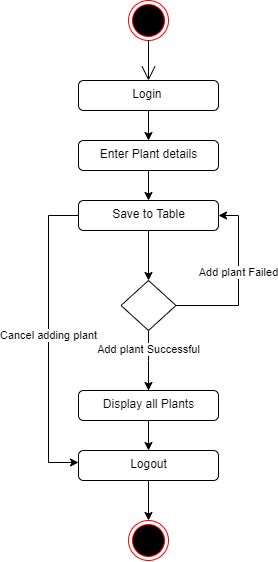 Login
Enter Plant details
Save to Table
Add plant Failed
Cancel adding plant
Add plant Successful
Display all Plants
Logout